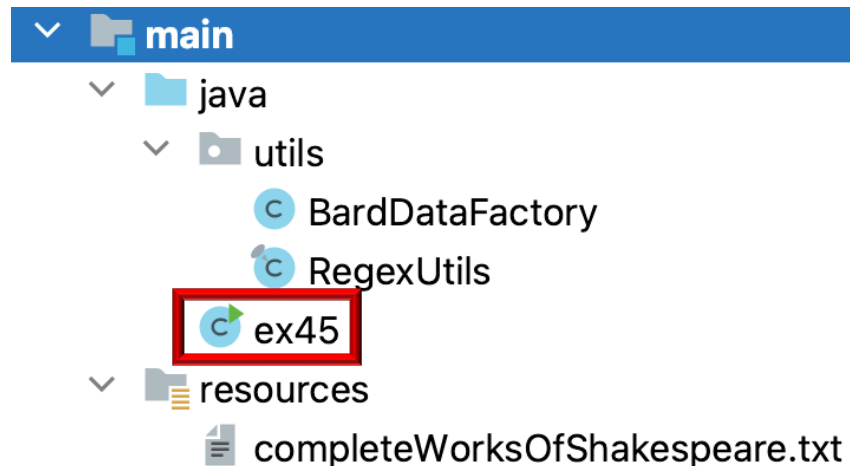 main
java
utils
C BardDataFactory
C RegexUtils
C ex45
resources
completeWorksOfShakespeare.txt